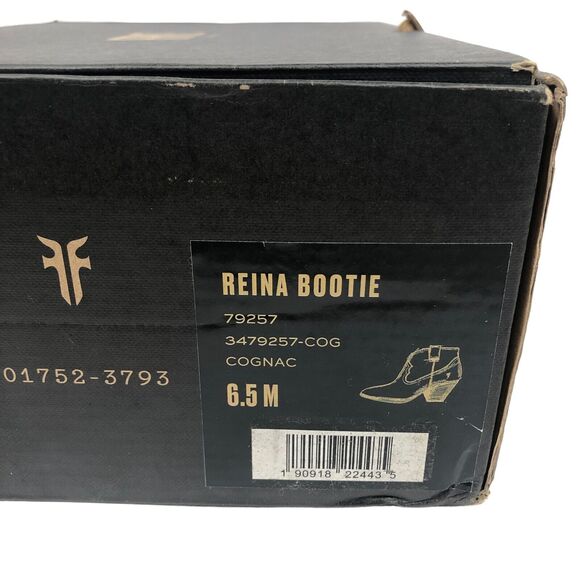 REINA BOOTIE
79257
3479257-COG
COGNAC
6.5 M
01752-3793
1 90918 22443 5